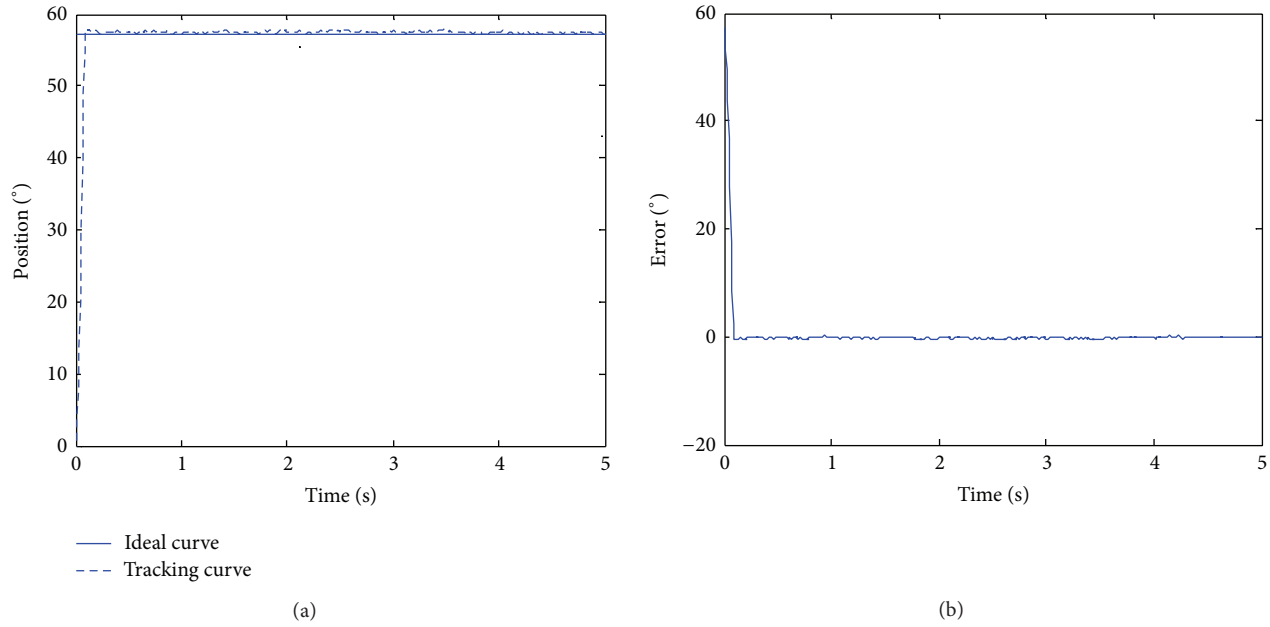 60
50
40
30
20
10
0
Position (°)
0 1 2 3 4 5
Time (s)
Ideal curve
Tracking curve
(a)
60
40
20
0
−20
Error (°)
0 1 2 3 4 5
Time (s)
(b)